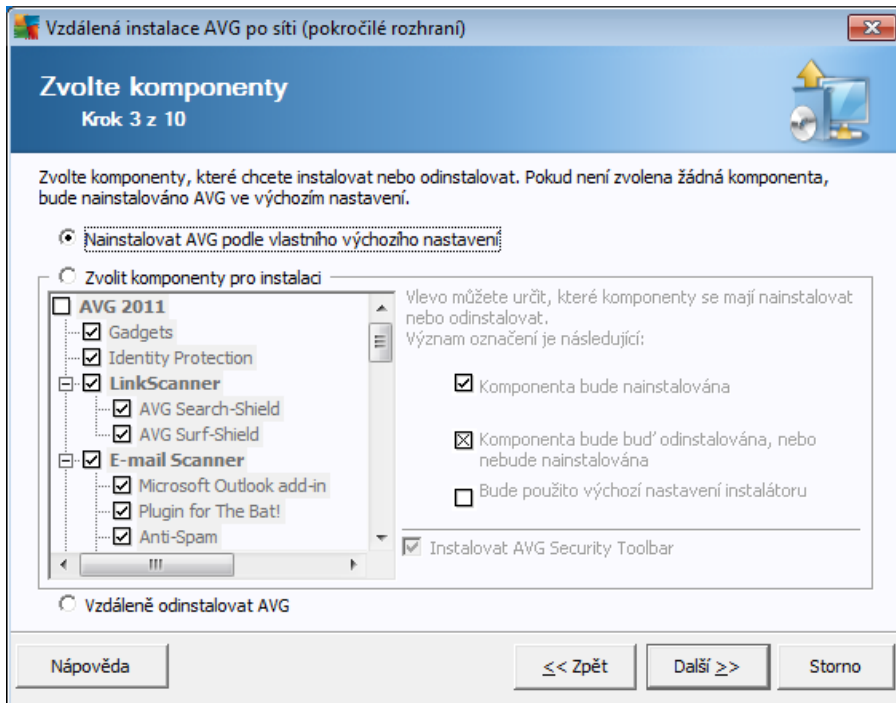 Vzdálená instalace AVG po síti (pokročilé rozhraní)
Zvolte komponenty
Krok 3 z 10
Zvolte komponenty, které chcete instalovat nebo odinstalovat. Pokud není zvolena žádná komponenta,
bude nainstalováno AVG ve výchozím nastavení.
Nainstalovat AVG podle vlastního výchozího nastavení
Zvolit komponenty pro instalaci
AVG 2011
Gadgets
Identity Protection
LinkScanner
AVG Search-Shield
AVG Surf-Shield
E-mail Scanner
Microsoft Outlook add-in
Plugin for The Bat!
Anti-Spam
Vlevo můžete určit, které komponenty se mají nainstalovat
nebo odinstalovat.
Význam označení je následující:
Komponenta bude nainstalována
Komponenta bude buď odinstalována, nebo
nebude nainstalována
Bude použito výchozí nastavení instalátoru
Instalovat AVG Security Toolbar
Vzdáleně odinstalovat AVG
Nápověda
<< Zpět
Další >>
Storno